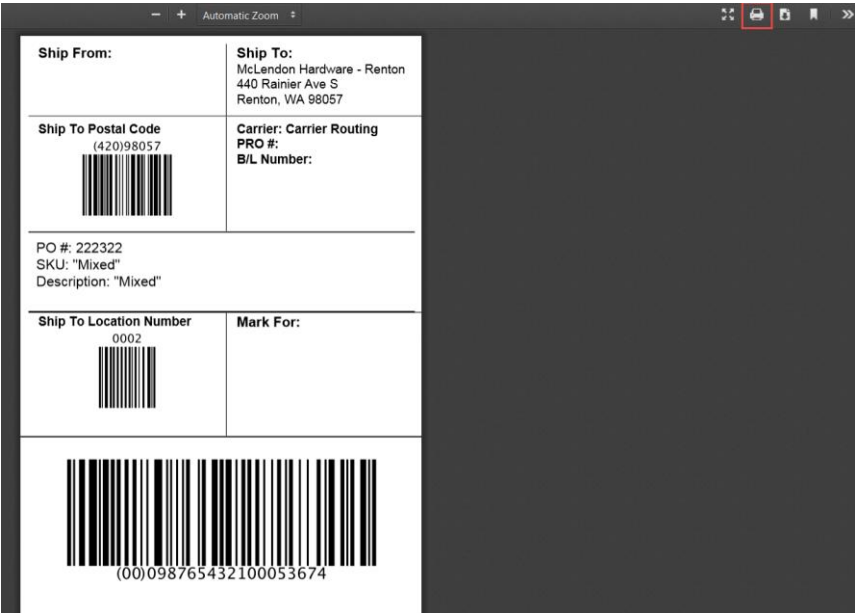 Automatic Zoom
Ship From:
Ship To:
McLendon Hardware - Renton
440 Rainier Ave S
Renton, WA 98057
Ship To Postal Code
(420)98057
Carrier: Carrier Routing
PRO #:
B/L Number:
PO #: 222322
SKU: "Mixed"
Description: "Mixed"
Ship To Location Number
0002
Mark For:
(00)098765432100053674